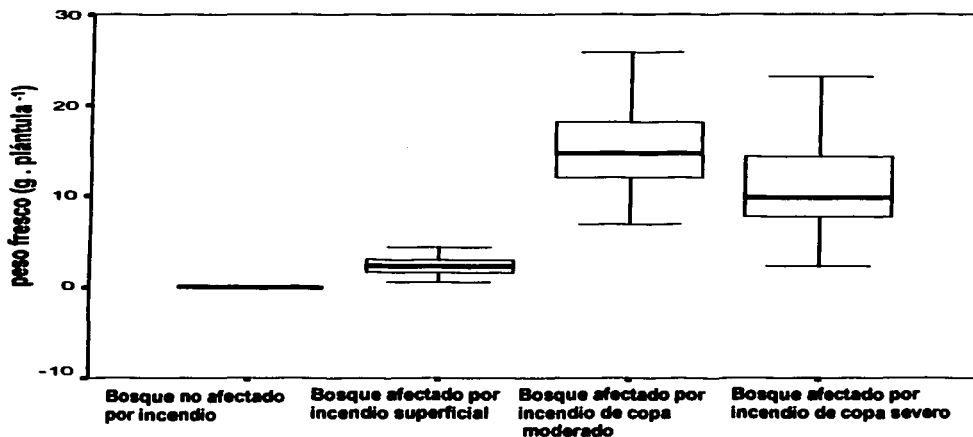 30
20
10
0
-10
peso fresco (g . plántula -1)
Bosque no afectado
por incendio
Bosque afectado por
incendio superficial
Bosque afectado por
incendio de copa
moderado
Bosque afectado por
incendio de copa severo